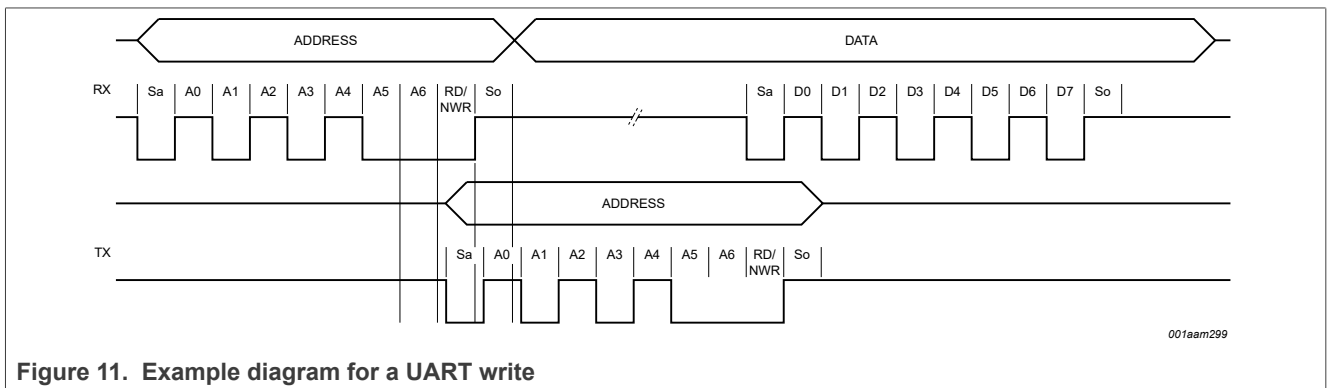 ADDRESS DATA
RX Sa A0 A1 A2 A3 A4 A5 A6 RD/ So Sa D0 D1 D2 D3 D4 D5 D6 D7 So
NWR
ADDRESS
TX Sa A0 A1 A2 A3 A4 A5 A6 RD/ So
NWR
001aam299
Figure 11. Example diagram for a UART write